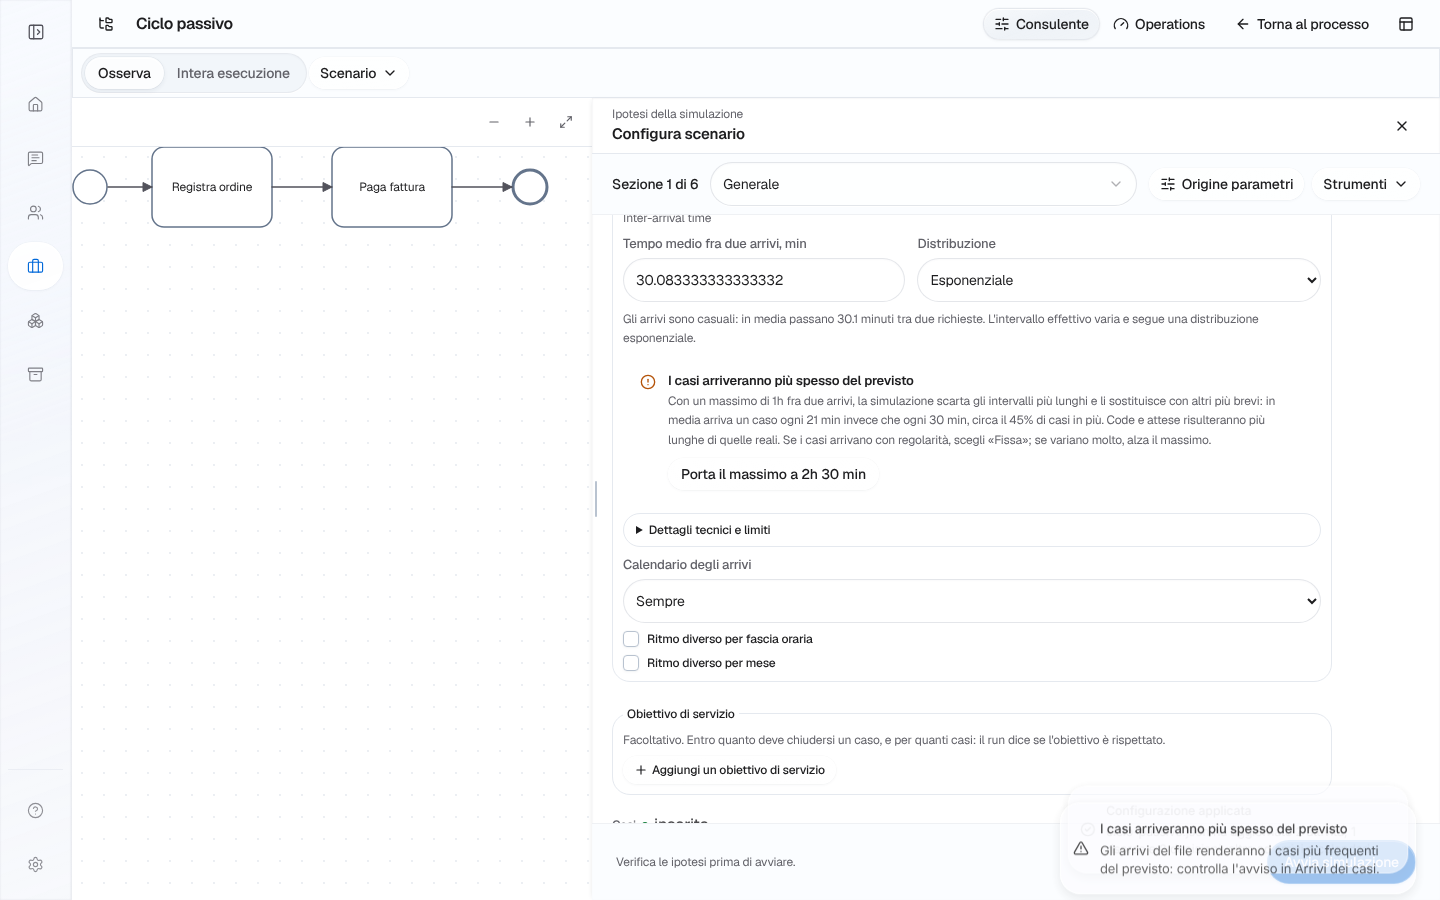 Ciclo passivo
Consulente
Operations
Torna al processo
Osserva
Intera esecuzione
Scenario
Ipotesi della simulazione
Configura scenario
Sezione 1 di 6
Generale
Origine parametri
Strumenti
Registra ordine
Paga fattura
Inter-arrival time
Tempo medio fra due arrivi, min
Distribuzione
30.083333333333332
Esponenziale
Gli arrivi sono casuali: in media passano 30.1 minuti tra due richieste. L'intervallo effettivo varia e segue una distribuzione
esponenziale.
I casi arriveranno più spesso del previsto
Con un massimo di 1h fra due arrivi, la simulazione scarta gli intervalli più lunghi e li sostituisce con altri più brevi: in
media arriva un caso ogni 21 min invece che ogni 30 min, circa il 45% di casi in più. Code e attese risulteranno più
lunghe di quelle reali. Se i casi arrivano con regolarità, scegli «Fissa»; se variano molto, alza il massimo.
Porta il massimo a 2h 30 min
Dettagli tecnici e limiti
Calendario degli arrivi
Sempre
Ritmo diverso per fascia oraria
Ritmo diverso per mese
Obiettivo di servizio
Facoltativo. Entro quanto deve chiudersi un caso, e per quanti casi: il run dice se l'obiettivo è rispettato.
Aggiungi un obiettivo di servizio
Configurazione applicata
I casi arriveranno più spesso del previsto
Gli arrivi del file renderanno i casi più frequenti
del previsto: controlla l'avviso in Arrivi dei casi.
Verifica le ipotesi prima di avviare.